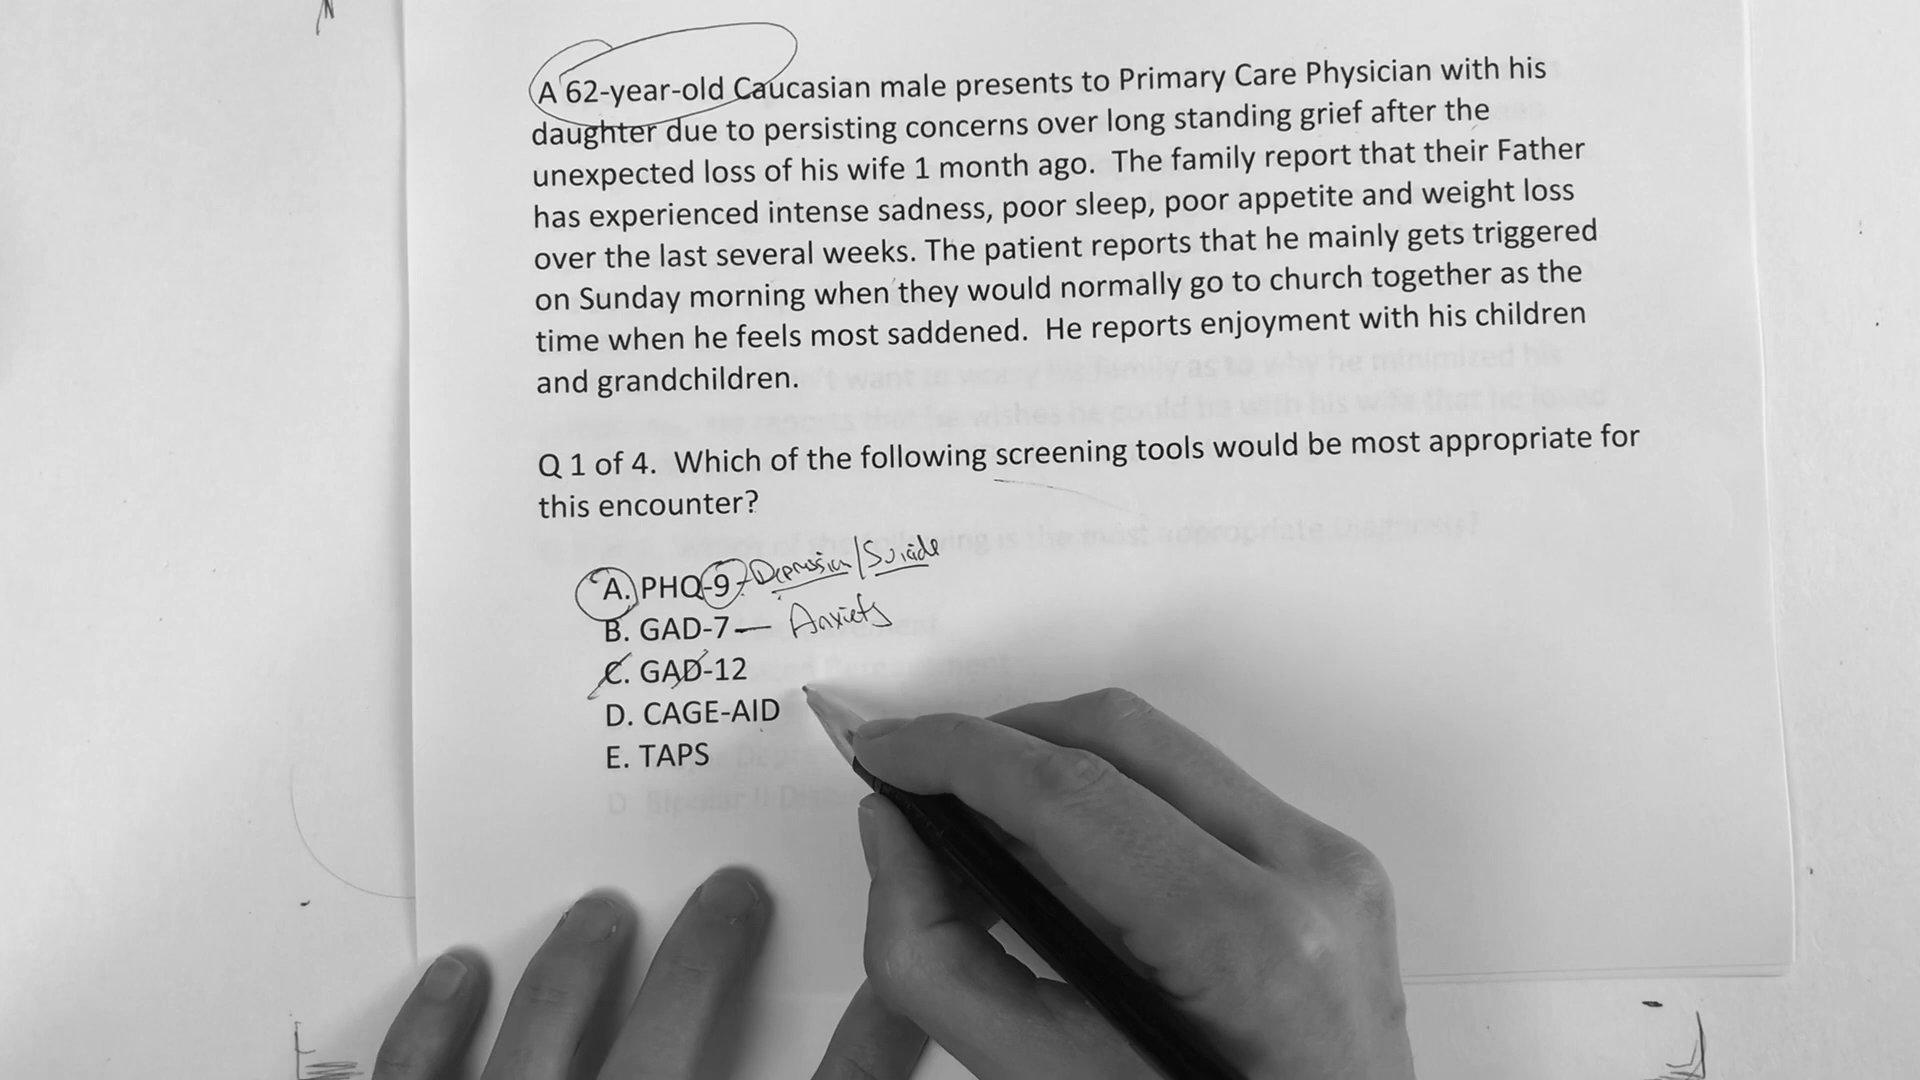 A 62-year-old Caucasian male presents to Primary Care Physician with his
daughter due to persisting concerns over long standing grief after the
unexpected loss of his wife 1 month ago. The family report that their Father
has experienced intense sadness, poor sleep, poor appetite and weight loss
over the last several weeks. The patient reports that he mainly gets triggered
on Sunday morning when they would normally go to church together as the
time when he feels most saddened. He reports enjoyment with his children
and grandchildren.
Q 1 of 4. Which of the following screening tools would be most appropriate for
this encounter?
A. PHQ-9 - Depression/Suicide
B. GAD-7 — Anxiety
C. GAD-12
D. CAGE-AID
E. TAPS